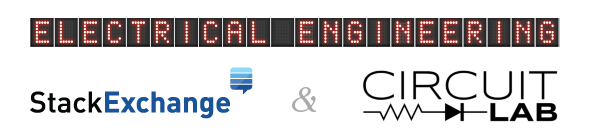 ELECTRICAL ENGINEERING
StackExchange & CIRCUIT LAB